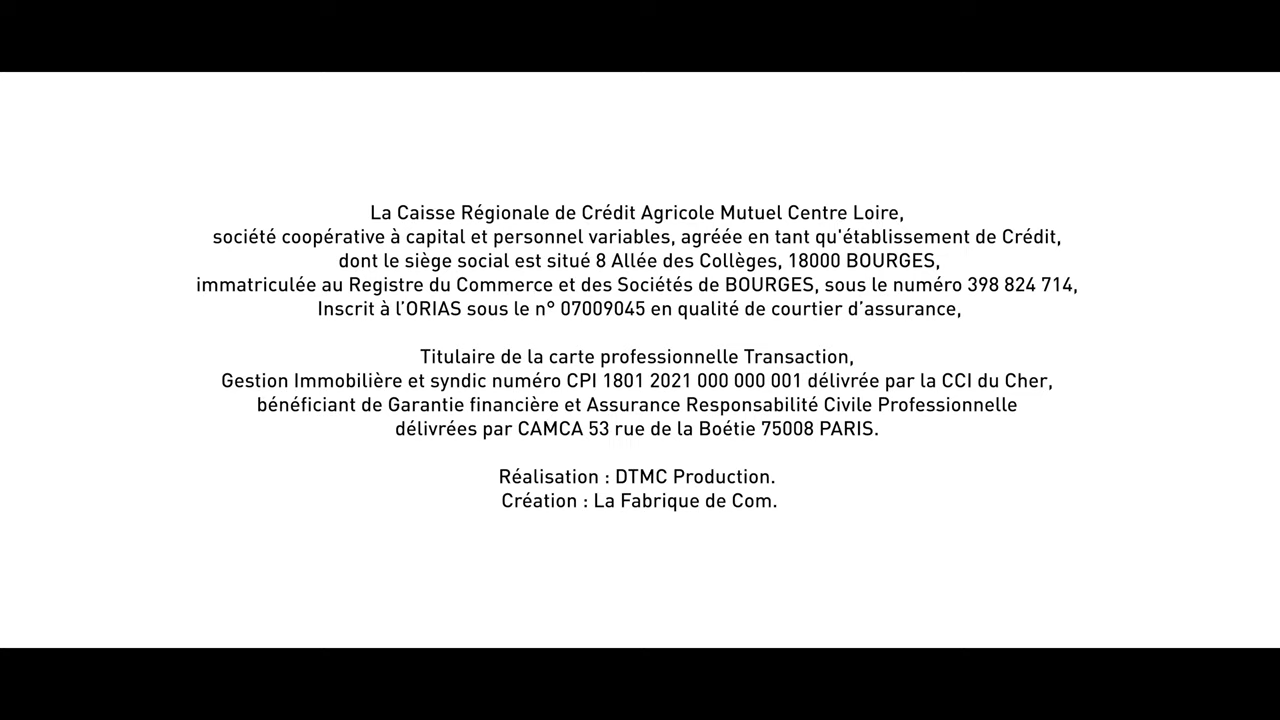 La Caisse Régionale de Crédit Agricole Mutuel Centre Loire,
société coopérative à capital et personnel variables, agréée en tant qu'établissement de Crédit,
dont le siège social est situé 8 Allée des Collèges, 18000 BOURGES,
immatriculée au Registre du Commerce et des Sociétés de BOURGES, sous le numéro 398 824 714,
Inscrit à l’ORIAS sous le n° 07009045 en qualité de courtier d’assurance,
Titulaire de la carte professionnelle Transaction,
Gestion Immobilière et syndic numéro CPI 1801 2021 000 000 001 délivrée par la CCI du Cher,
bénéficiant de Garantie financière et Assurance Responsabilité Civile Professionnelle
délivrées par CAMCA 53 rue de la Boétie 75008 PARIS.
Réalisation : DTMC Production.
Création : La Fabrique de Com.